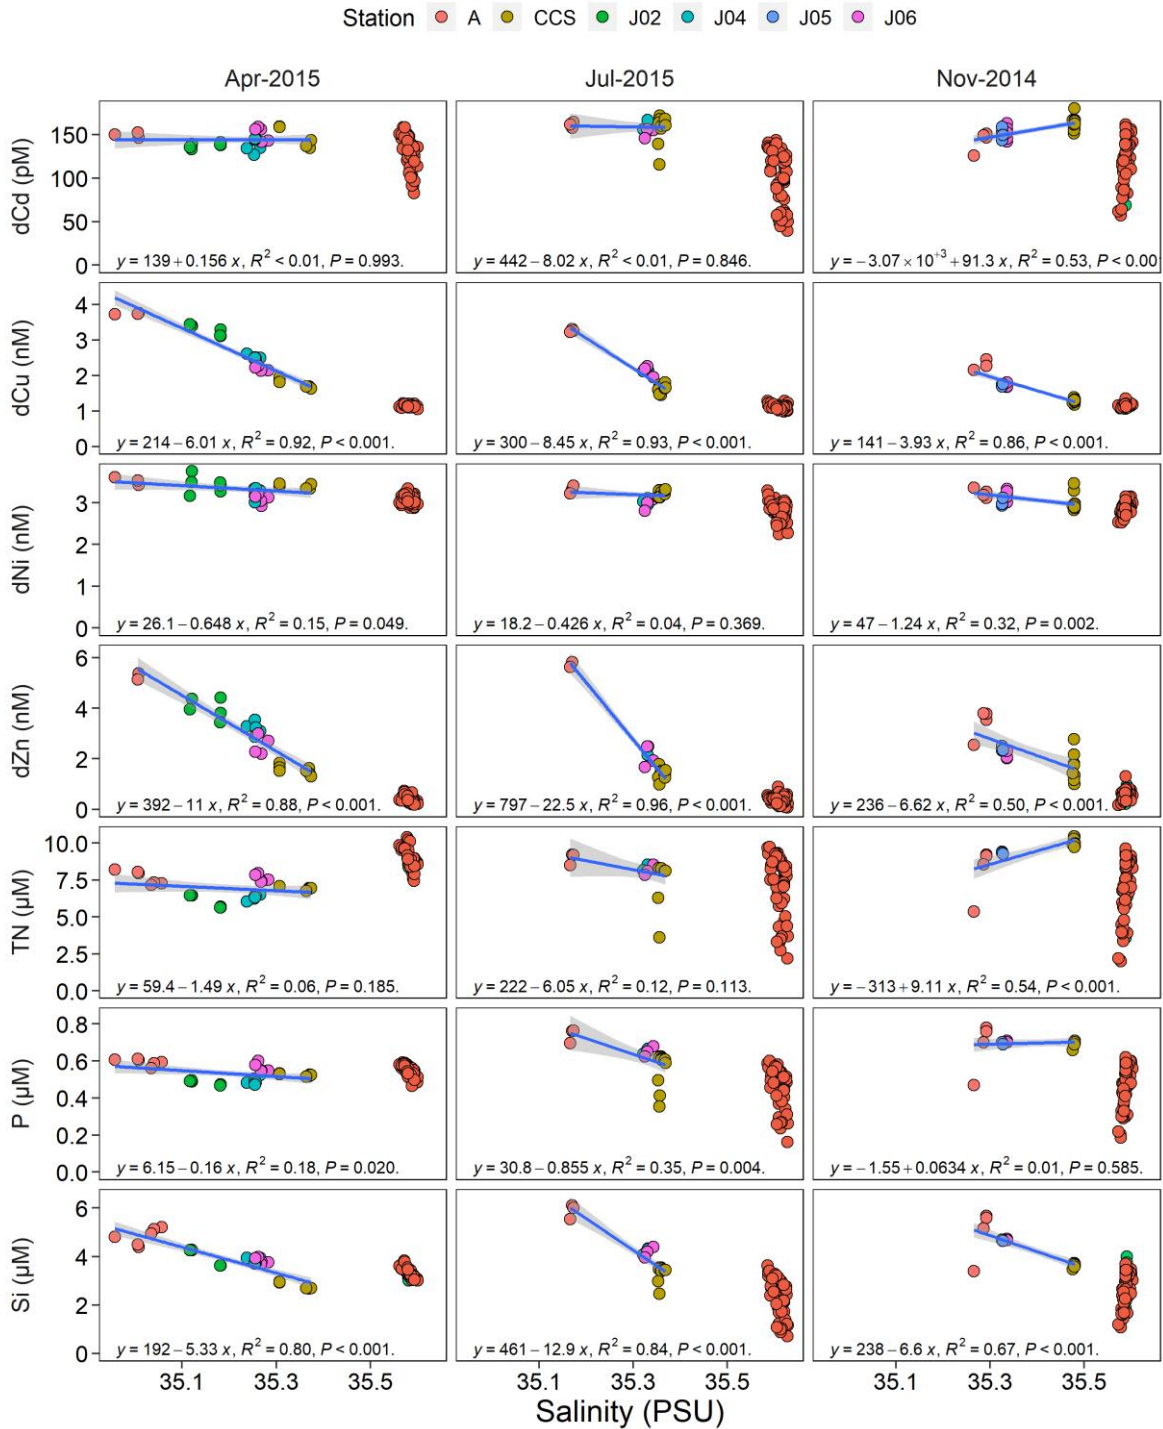 Station A CCS J02 J04 J05 J06
Apr-2015 Jul-2015 Nov-2014
dCd (pM)
150
100
50
0
y = 139 + 0.156 x, R² < 0.01, P = 0.993.
y = 442 − 8.02 x, R² < 0.01, P = 0.846.
y = −3.07 × 10⁺³ + 91.3 x, R² = 0.53, P < 0.00
dCu (nM)
4
3
2
1
0
y = 214 − 6.01 x, R² = 0.92, P < 0.001.
y = 300 − 8.45 x, R² = 0.93, P < 0.001.
y = 141 − 3.93 x, R² = 0.86, P < 0.001.
dNi (nM)
3
2
1
0
y = 26.1 − 0.648 x, R² = 0.15, P = 0.049.
y = 18.2 − 0.426 x, R² = 0.04, P = 0.369.
y = 47 − 1.24 x, R² = 0.32, P = 0.002.
dZn (nM)
6
4
2
0
y = 392 − 11 x, R² = 0.88, P < 0.001.
y = 797 − 22.5 x, R² = 0.96, P < 0.001.
y = 236 − 6.62 x, R² = 0.50, P < 0.001.
TN (µM)
10.0
7.5
5.0
2.5
0.0
y = 59.4 − 1.49 x, R² = 0.06, P = 0.185.
y = 222 − 6.05 x, R² = 0.12, P = 0.113.
y = −313 + 9.11 x, R² = 0.54, P < 0.001.
P (µM)
0.8
0.6
0.4
0.2
0.0
y = 6.15 − 0.16 x, R² = 0.18, P = 0.020.
y = 30.8 − 0.855 x, R² = 0.35, P = 0.004.
y = −1.55 + 0.0634 x, R² = 0.01, P = 0.585.
Si (µM)
6
4
2
0
y = 192 − 5.33 x, R² = 0.80, P < 0.001.
y = 461 − 12.9 x, R² = 0.84, P < 0.001.
y = 238 − 6.6 x, R² = 0.67, P < 0.001.
35.1 35.3 35.5 35.1 35.3 35.5 35.1 35.3 35.5
Salinity (PSU)